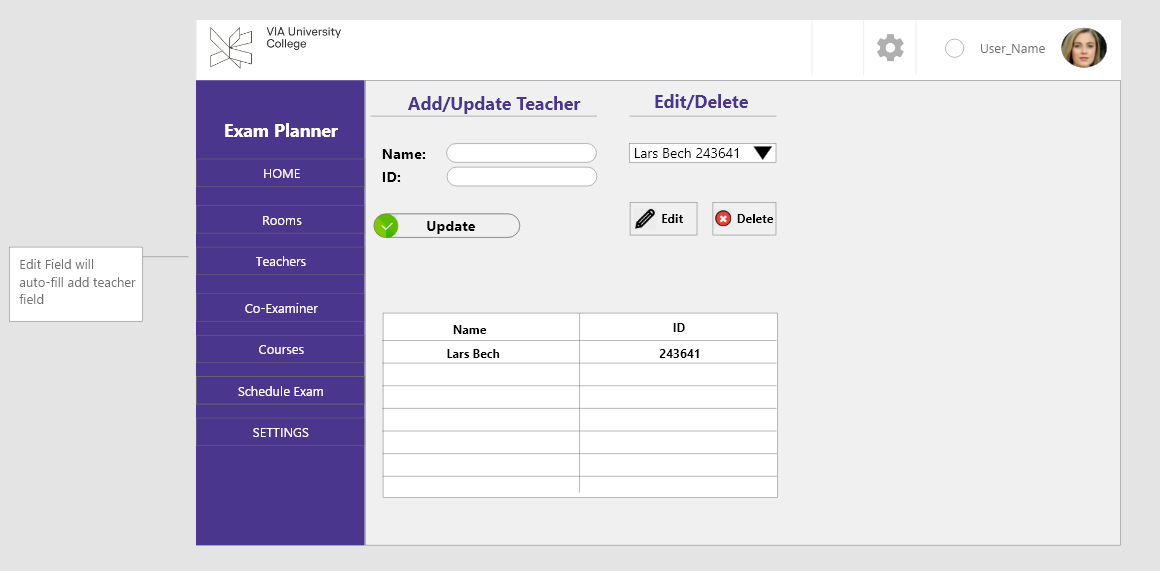 VIA University
College
User_Name
Exam Planner
HOME
Rooms
Teachers
Co-Examiner
Courses
Schedule Exam
SETTINGS
Edit Field will
auto-fill add teacher
field
Add/Update Teacher
Name:
ID:
Update
Edit/Delete
Lars Bech 243641
Edit
Delete
Name ID
Lars Bech 243641